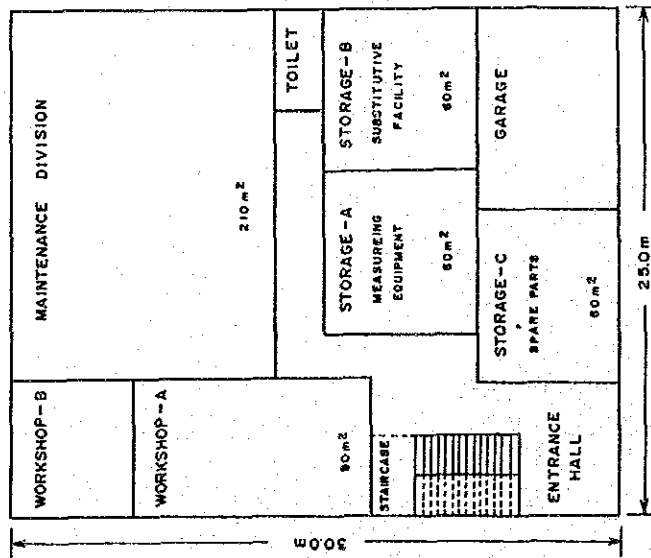 30.0m
WORKSHOP-B
WORKSHOP-A
90m²
STAIRCASE
ENTRANCE
HALL
MAINTENANCE DIVISION
210m²
TOILET
STORAGE-A
MEASUREING
EQUIPMENT
60m²
STORAGE-B
SUBSTITUTIVE
FACILITY
60m²
STORAGE-C
SPARE PARTS
60m²
GARAGE
25.0m